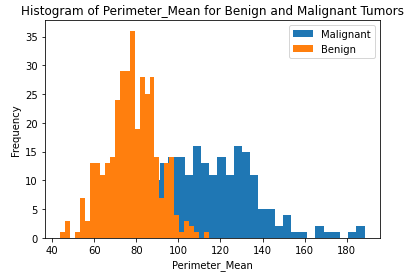 Histogram of Perimeter_Mean for Benign and Malignant Tumors
Malignant
Benign
Frequency
35
30
25
20
15
10
5
0
40 60 80 100 120 140 160 180
Perimeter_Mean